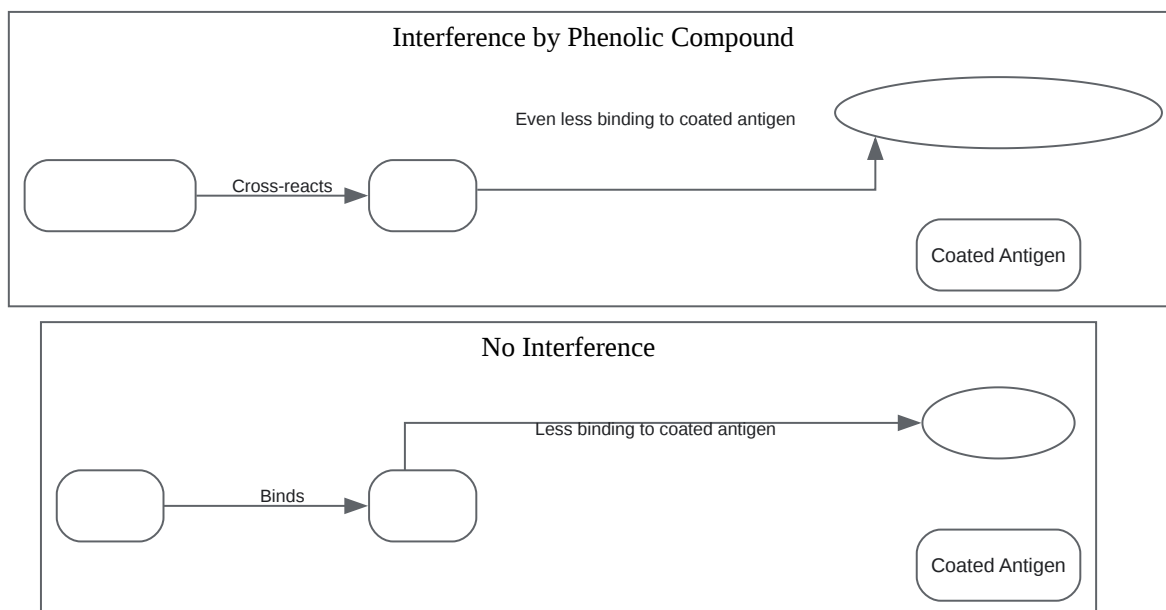 Interference by Phenolic Compound
Even less binding to coated antigen
Cross-reacts
Coated Antigen
No Interference
Less binding to coated antigen
Binds
Coated Antigen